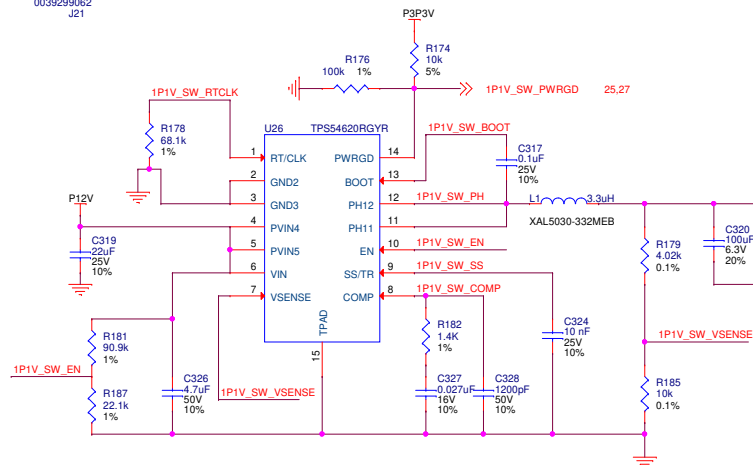 0039299062
J21
P3P3V
R176
100k 1%
R174
10k
5%
1P1V_SW_PWRGD 25,27
1P1V_SW_RTCLK
R178
68.1k
1%
U26 TPS54620RGYR
1P1V_SW_BOOT
C317
0.1uF
25V
10%
1 RT/CLK PWRGD 14
2 GND2 BOOT 13
3 GND3 PH12 12 1P1V_SW_PH
4 PVIN4 PH11 11
5 PVIN5 EN 10 1P1V_SW_EN
6 VIN SS/TR 9 1P1V_SW_SS
7 VSENSE COMP 8 1P1V_SW_COMP
TPAD
15
L1 3.3uH
XAL5030-332MEB
P12V
C319
22uF
25V
10%
R179
4.02k
0.1%
C320
100uF
6.3V
20%
R181
90.9k
1%
R182
1.4K
1%
C324
10 nF
25V
10%
1P1V_SW_VSENSE
1P1V_SW_EN
R187
22.1k
1%
C326
4.7uF
50V
10%
1P1V_SW_VSENSE
C327
0.027uF
16V
10%
C328
1200pF
50V
10%
R185
10k
0.1%